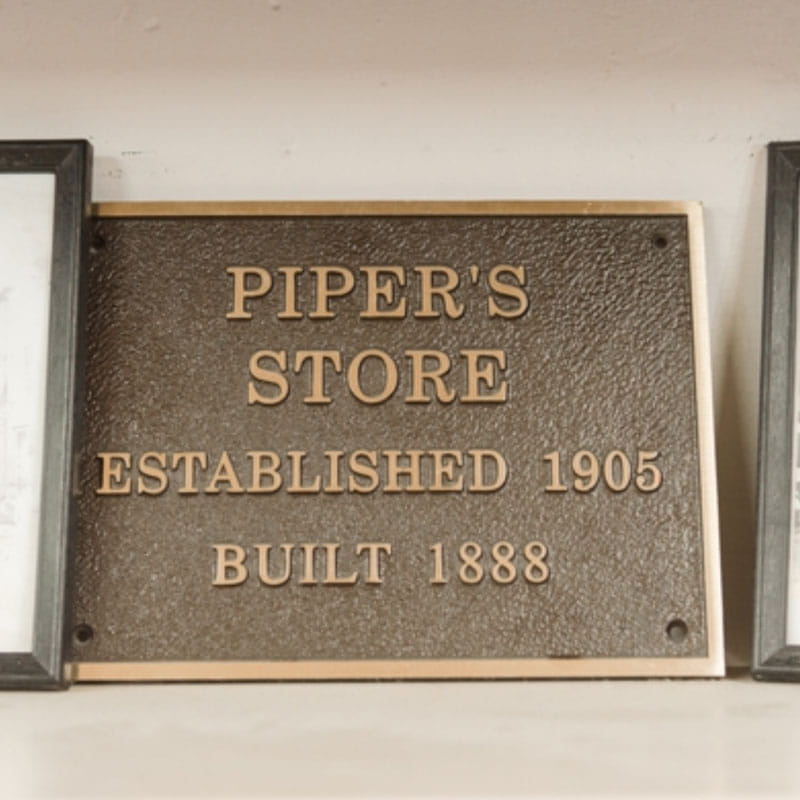 PIPER'S
STORE
ESTABLISHED 1905
BUILT 1888